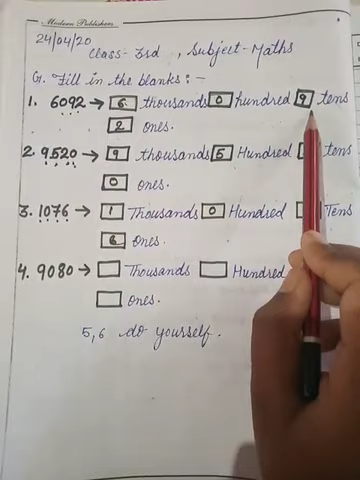 Modern Publishers
24/04/20
Class-3rd, Subject-Maths
G. Fill in the blanks:-
1. 6092 → 6 thousands 0 hundred 9 tens
2 ones.
2. 9520 → 9 thousands 5 Hundred tens
0 ones.
3. 1076 → 1 Thousands 0 Hundred Tens
6 ones.
4. 9080 → Thousands Hundred
ones.
5,6 do yourself.